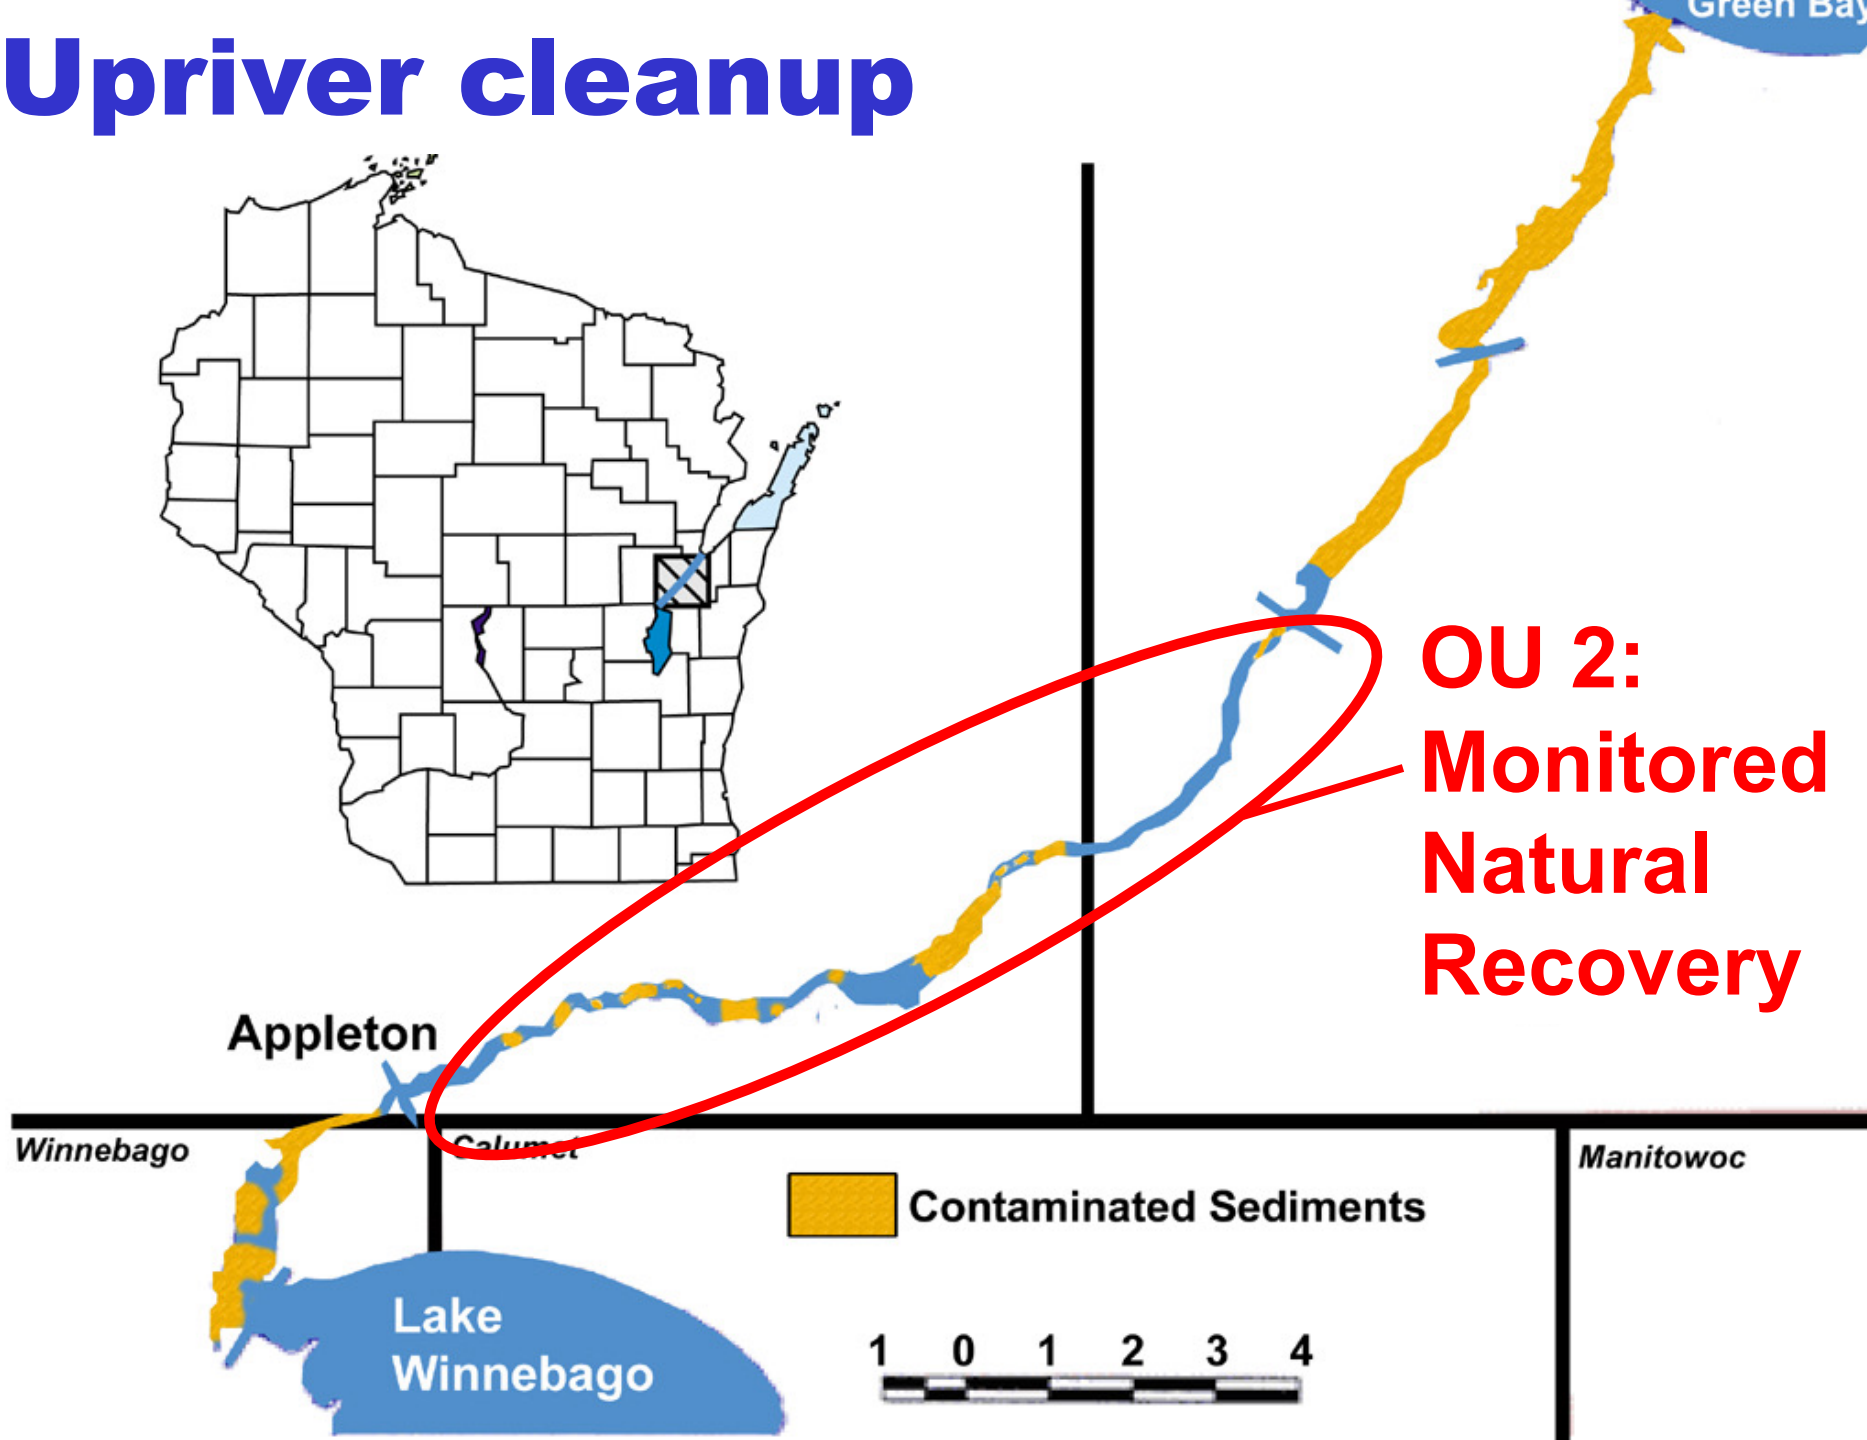 Green Bay
Upriver cleanup
OU 2:
Monitored
Natural
Recovery
Appleton
Winnebago
Calumet
Manitowoc
Contaminated Sediments
Lake
Winnebago
1 0 1 2 3 4